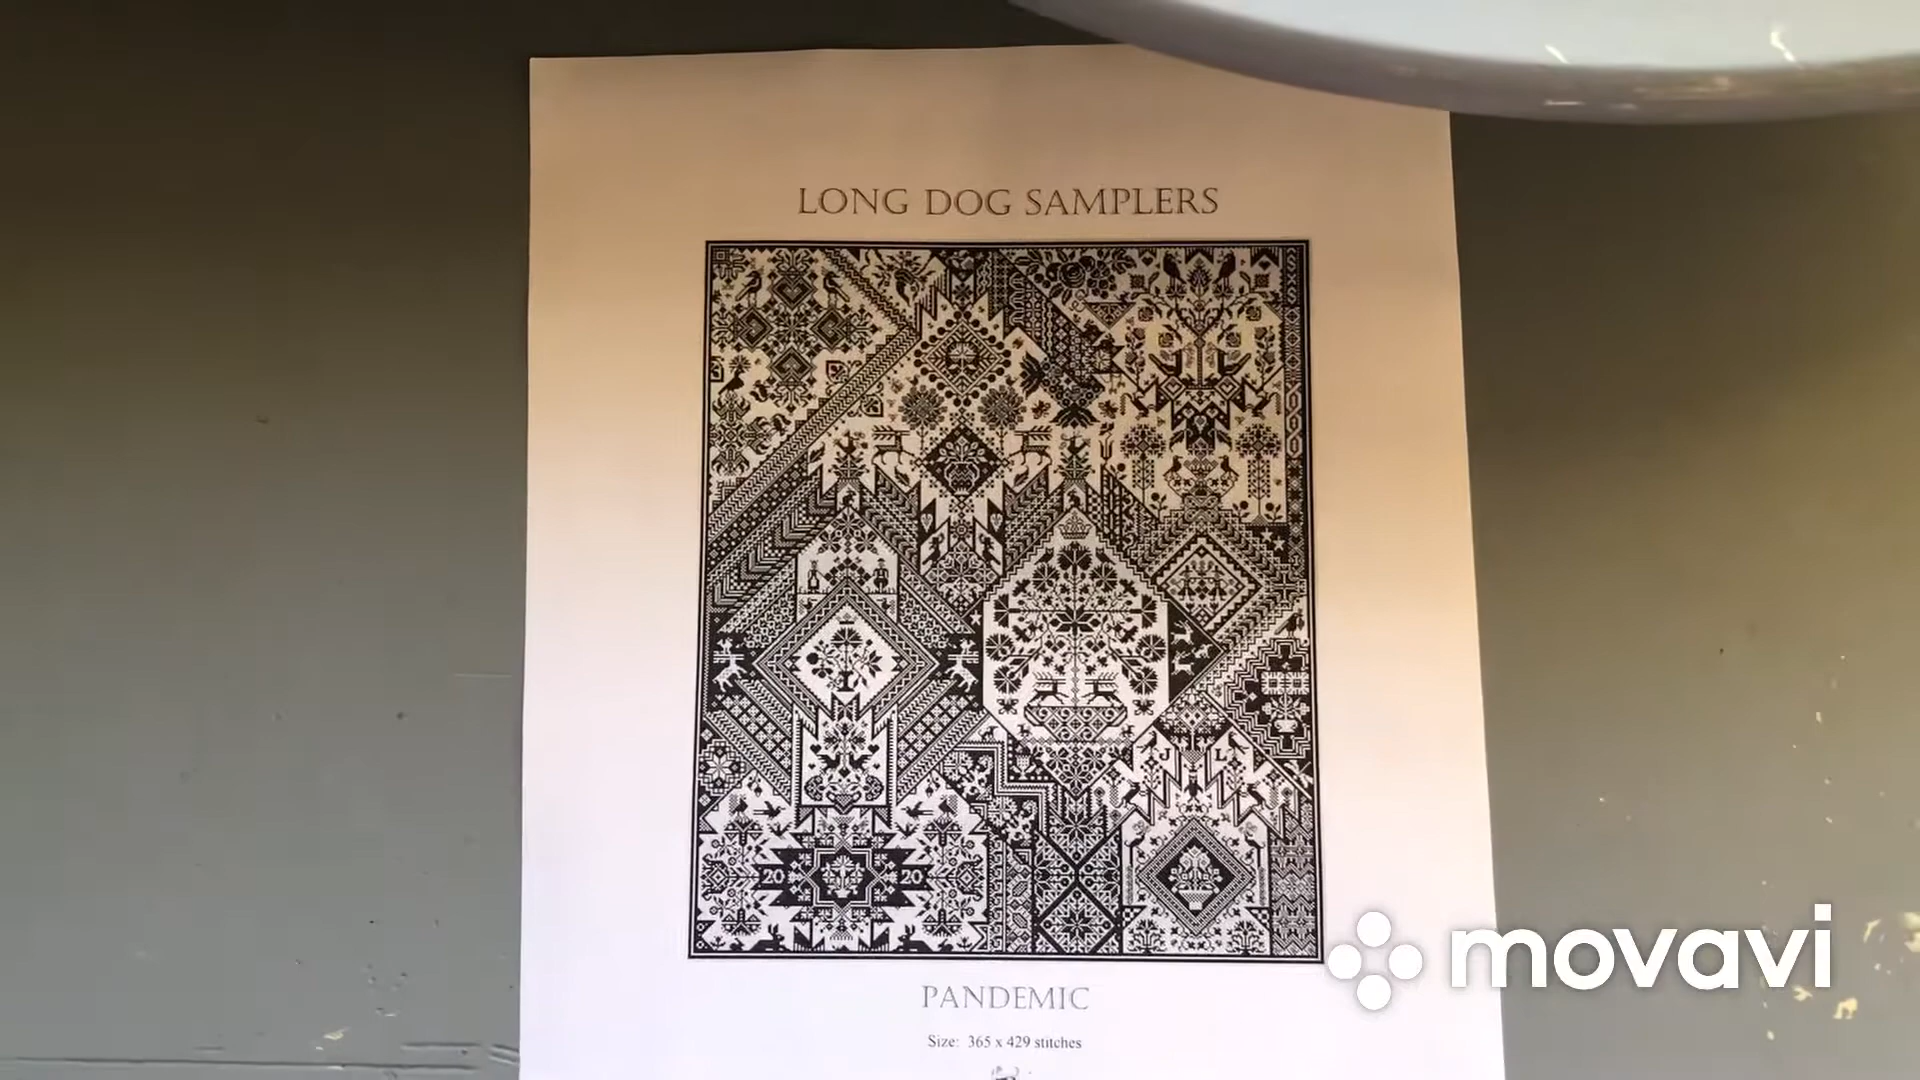 LONG DOG SAMPLERS
J L
20 20
PANDEMIC
Size: 365 x 429 stitches
movavi